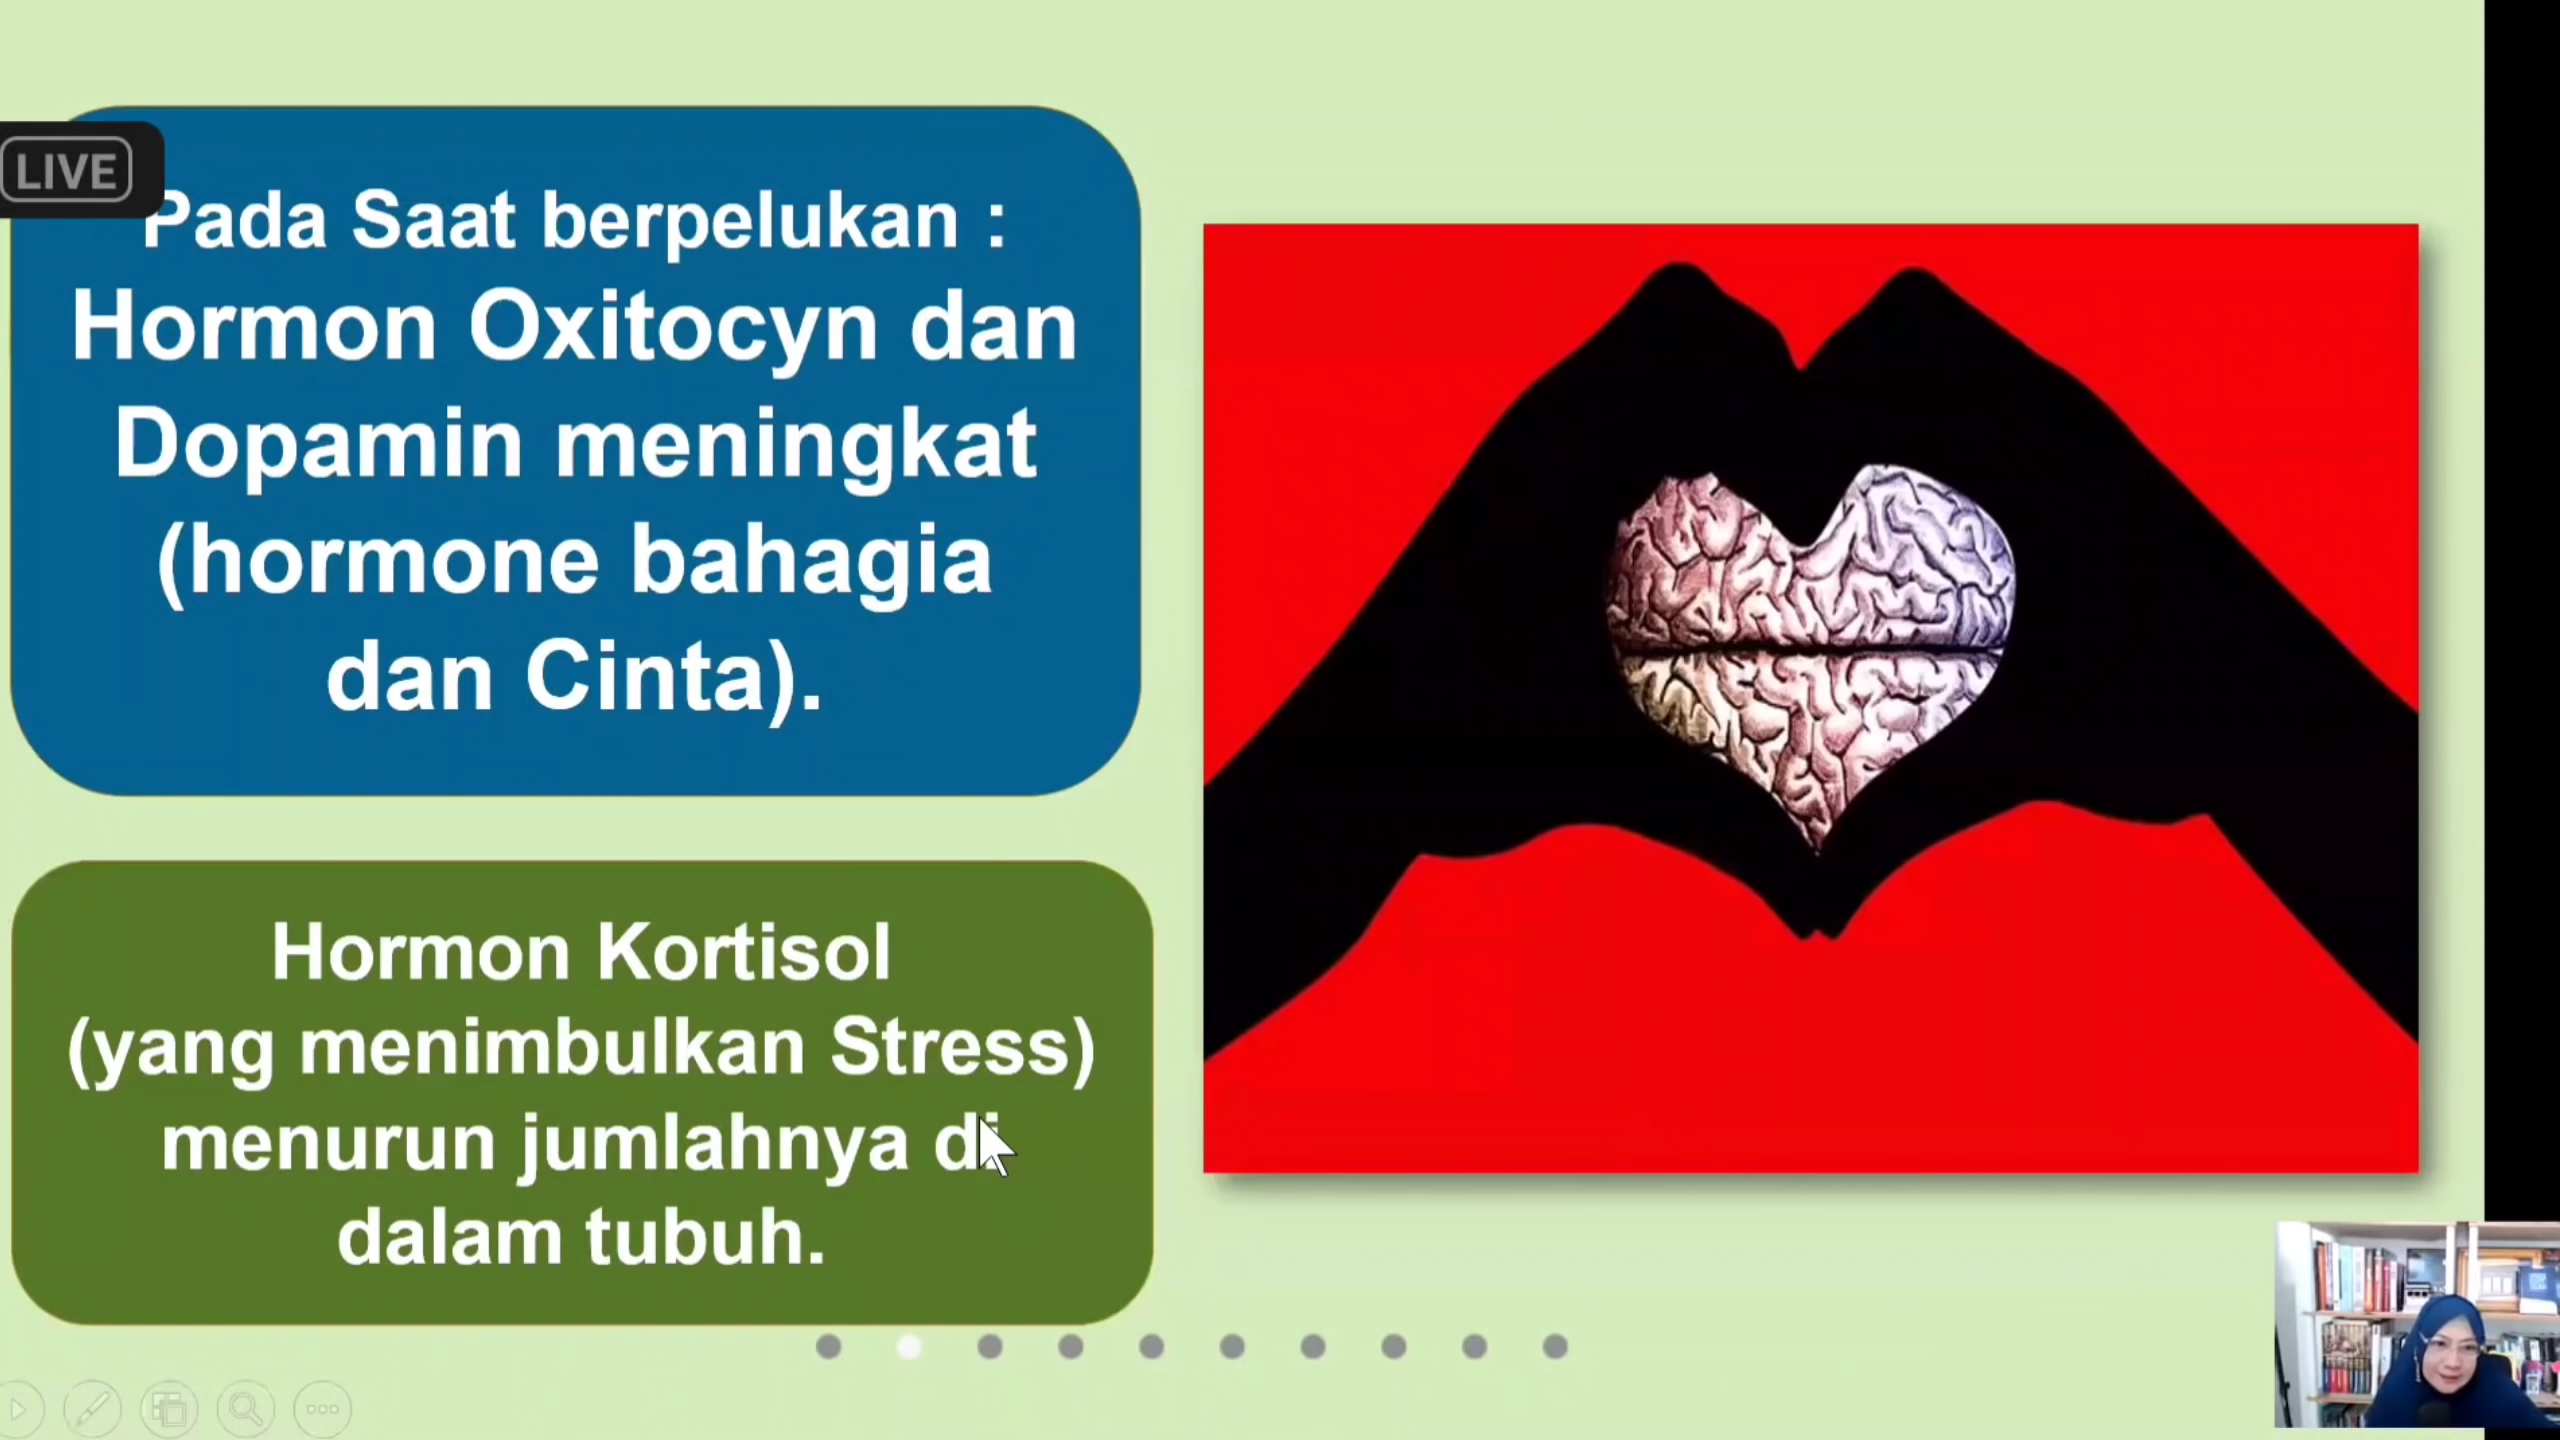 LIVE
Pada Saat berpelukan :
Hormon Oxitocyn dan
Dopamin meningkat
(hormone bahagia
dan Cinta).
Hormon Kortisol
(yang menimbulkan Stress)
menurun jumlahnya di
dalam tubuh.